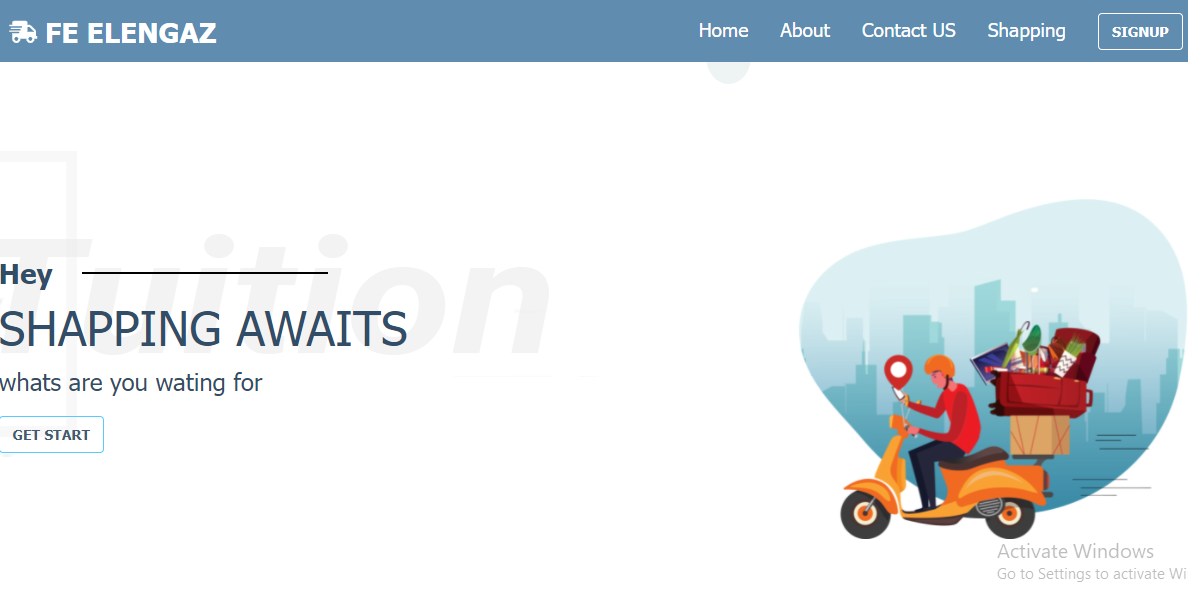 FE ELENGAZ
Home About Contact US Shapping SIGNUP
Tuition
Hey
SHAPPING AWAITS
whats are you wating for
GET START
Activate Windows
Go to Settings to activate Wi